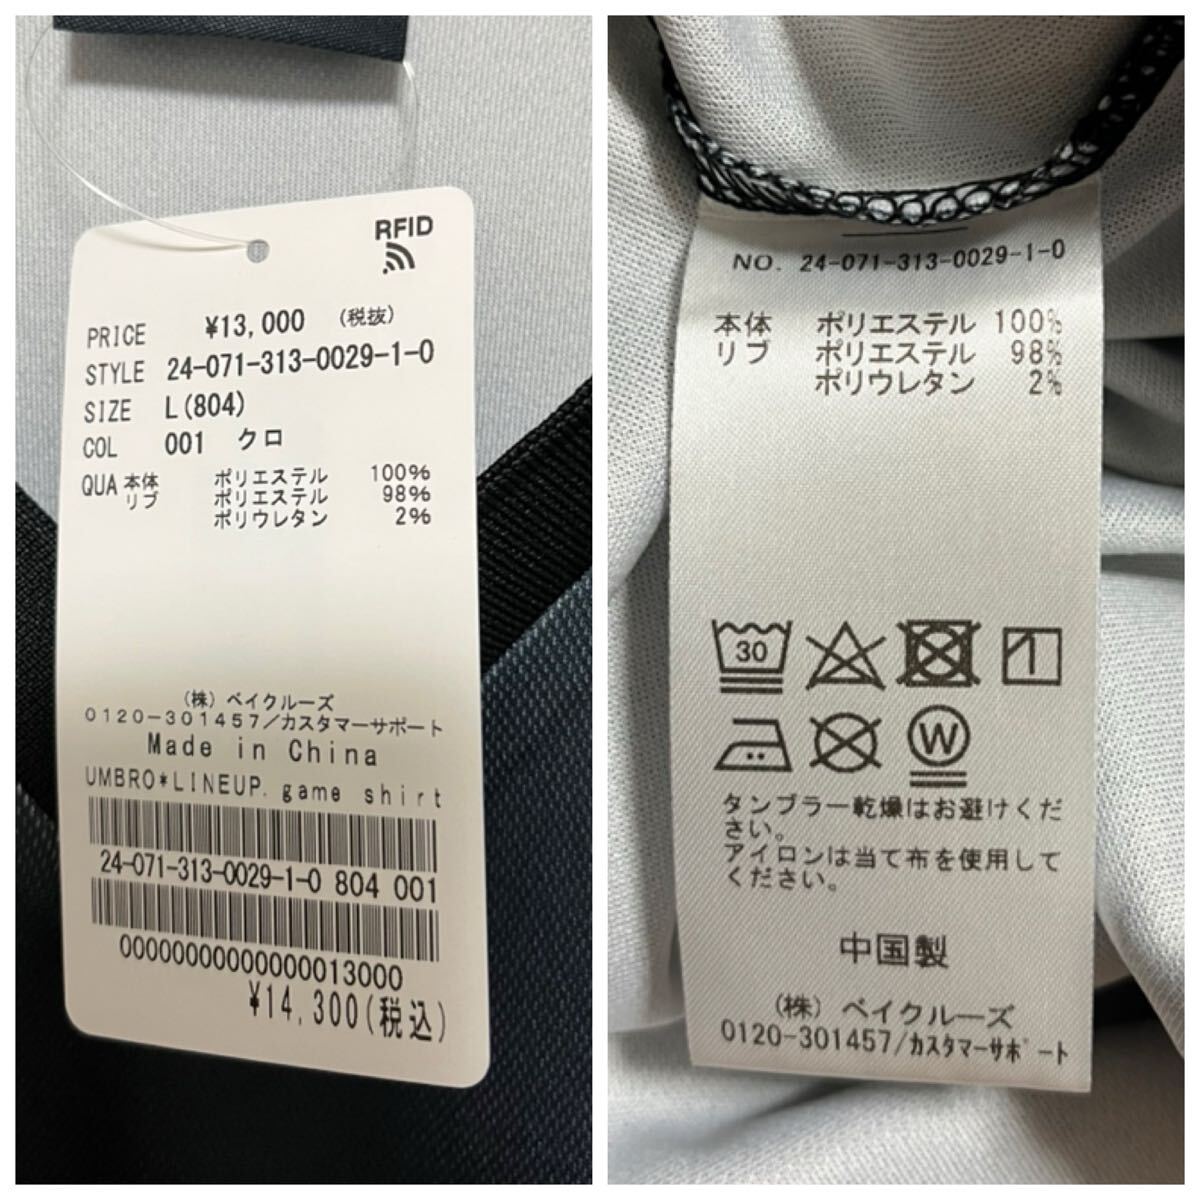 RFID
PRICE ¥13,000 (税抜)
STYLE 24-071-313-0029-1-0
SIZE L(804)
COL 001 クロ
QUA 本体 ポリエステル 100%
リブ ポリエステル 98%
ポリウレタン 2%
(株) ベイクルーズ
0120-301457/カスタマーサポート
Made in China
UMBRO*LINEUP. game shirt
24-071-313-0029-1-0 804 001
0000000000000013000
¥14,300(税込)
NO. 24-071-313-0029-1-0
本体 ポリエステル 100%
リブ ポリエステル 98%
ポリウレタン 2%
30
W
タンブラー乾燥はお避けくだ
さい。
アイロンは当て布を使用して
ください。
中国製
(株) ベイクルーズ
0120-301457/カスタマーサポート